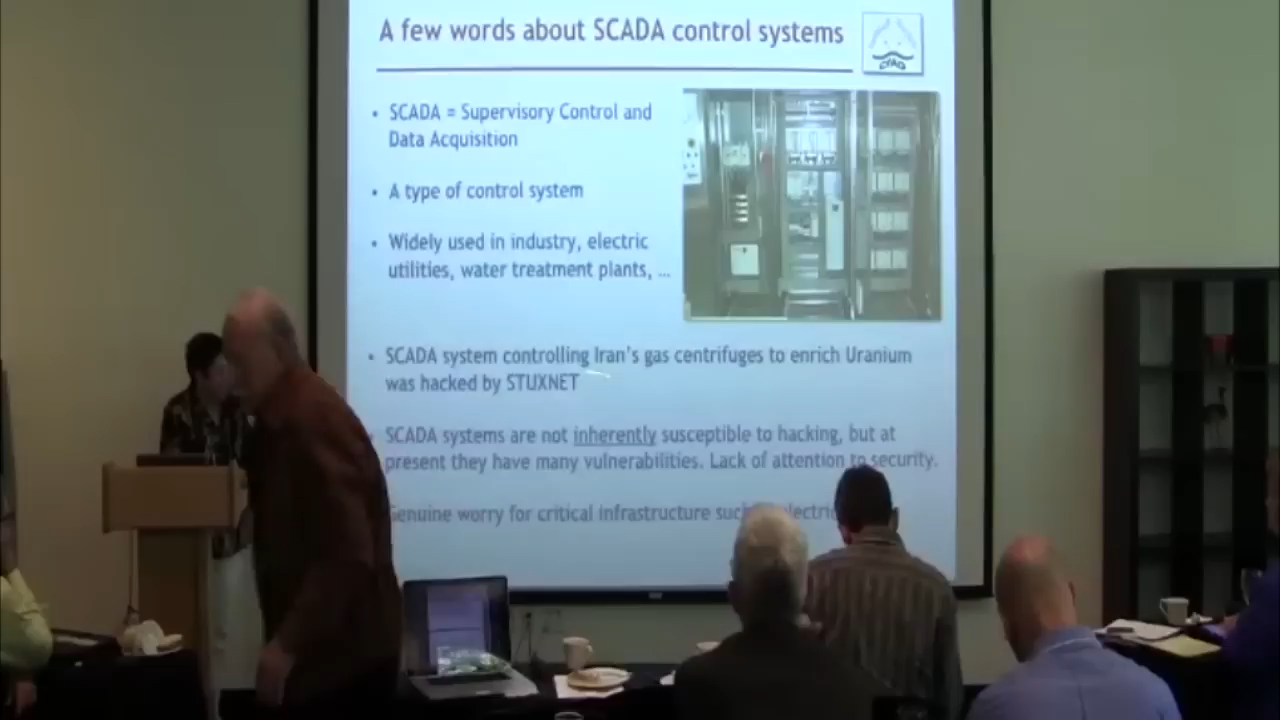 A few words about SCADA control systems
CYAQ
• SCADA = Supervisory Control and
Data Acquisition
• A type of control system
• Widely used in industry, electric
utilities, water treatment plants, ...
• SCADA system controlling Iran's gas centrifuges to enrich Uranium
was hacked by STUXNET
SCADA systems are not inherently susceptible to hacking, but at
present they have many vulnerabilities. Lack of attention to security.
Genuine worry for critical infrastructure